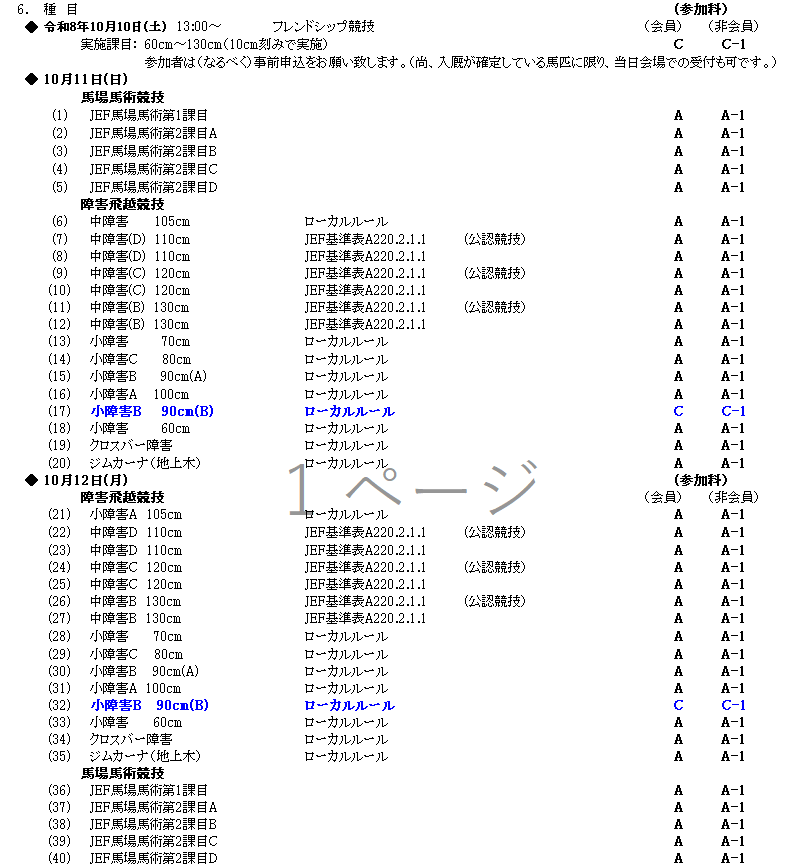 6. 種 目 (参加料)
◆ 令和8年10月10日(土) 13:00～ フレンドシップ競技 (会員) (非会員)
実施課目: 60cm～130cm(10cm刻みで実施) C C-1
参加者は(なるべく)事前申込をお願い致します。(尚、入厩が確定している馬匹に限り、当日会場での受付も可です。)
◆ 10月11日(日)
馬場馬術競技
(1) JEF馬場馬術第1課目 A A-1
(2) JEF馬場馬術第2課目A A A-1
(3) JEF馬場馬術第2課目B A A-1
(4) JEF馬場馬術第2課目C A A-1
(5) JEF馬場馬術第2課目D A A-1
障害飛越競技
(6) 中障害 105cm ローカルルール A A-1
(7) 中障害(D) 110cm JEF基準表A220.2.1.1 (公認競技) A A-1
(8) 中障害(D) 110cm JEF基準表A220.2.1.1 A A-1
(9) 中障害(C) 120cm JEF基準表A220.2.1.1 (公認競技) A A-1
(10) 中障害(C) 120cm JEF基準表A220.2.1.1 A A-1
(11) 中障害(B) 130cm JEF基準表A220.2.1.1 (公認競技) A A-1
(12) 中障害(B) 130cm JEF基準表A220.2.1.1 A A-1
(13) 小障害 70cm ローカルルール A A-1
(14) 小障害C 80cm ローカルルール A A-1
(15) 小障害B 90cm(A) ローカルルール A A-1
(16) 小障害A 100cm ローカルルール A A-1
(17) 小障害B 90cm(B) ローカルルール C C-1
(18) 小障害 60cm ローカルルール A A-1
(19) クロスバー障害 ローカルルール A A-1
(20) ジムカーナ(地上木) ローカルルール A A-1
1 ページ
◆ 10月12日(月) (参加料)
障害飛越競技 (会員) (非会員)
(21) 小障害A 105cm ローカルルール A A-1
(22) 中障害D 110cm JEF基準表A220.2.1.1 (公認競技) A A-1
(23) 中障害D 110cm JEF基準表A220.2.1.1 A A-1
(24) 中障害C 120cm JEF基準表A220.2.1.1 (公認競技) A A-1
(25) 中障害C 120cm JEF基準表A220.2.1.1 A A-1
(26) 中障害B 130cm JEF基準表A220.2.1.1 (公認競技) A A-1
(27) 中障害B 130cm JEF基準表A220.2.1.1 A A-1
(28) 小障害 70cm ローカルルール A A-1
(29) 小障害C 80cm ローカルルール A A-1
(30) 小障害B 90cm(A) ローカルルール A A-1
(31) 小障害A 100cm ローカルルール A A-1
(32) 小障害B 90cm(B) ローカルルール C C-1
(33) 小障害 60cm ローカルルール A A-1
(34) クロスバー障害 ローカルルール A A-1
(35) ジムカーナ(地上木) ローカルルール A A-1
馬場馬術競技
(36) JEF馬場馬術第1課目 A A-1
(37) JEF馬場馬術第2課目A A A-1
(38) JEF馬場馬術第2課目B A A-1
(39) JEF馬場馬術第2課目C A A-1
(40) JEF馬場馬術第2課目D A A-1